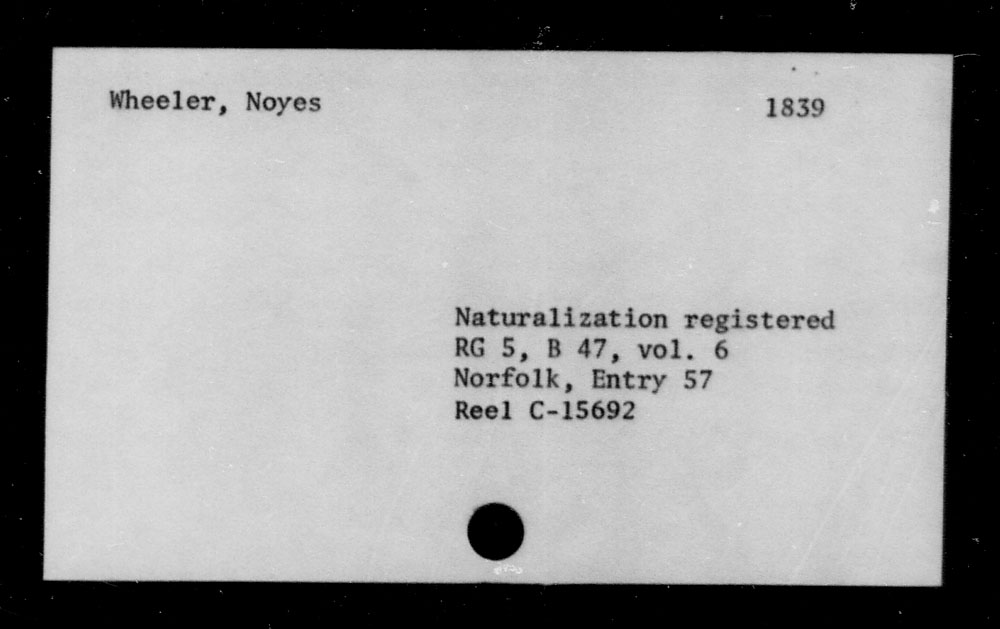 Wheeler, Noyes 1839
Naturalization registered
RG 5, B 47, vol. 6
Norfolk, Entry 57
Reel C-15692